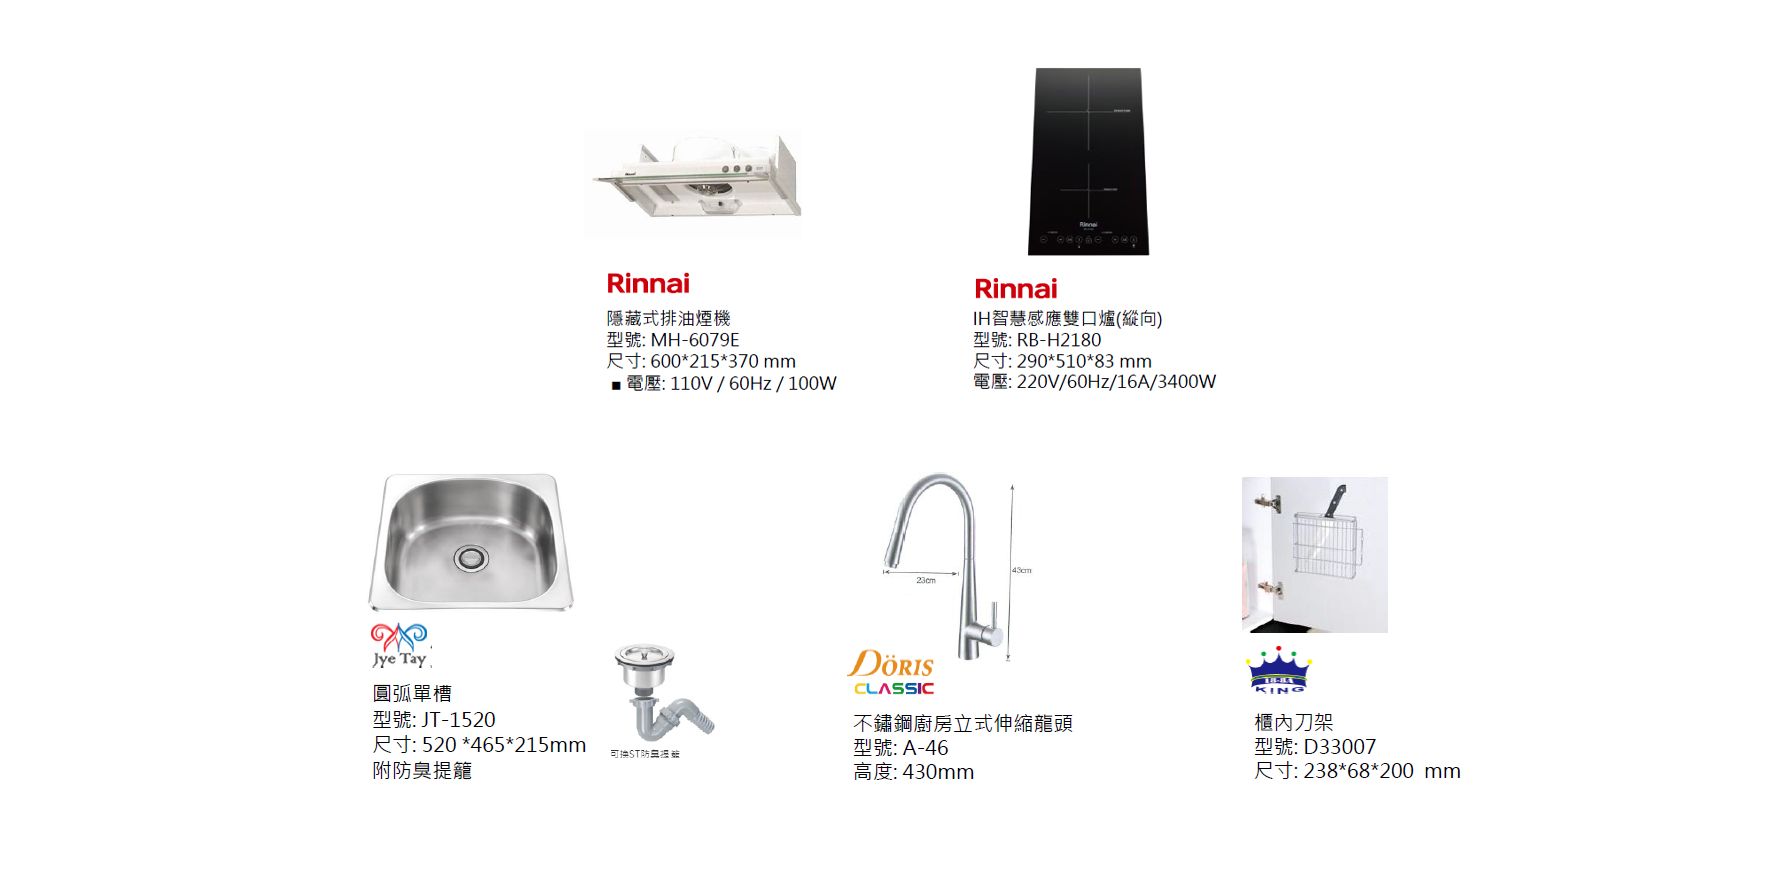 Rinnai
隱藏式排油煙機
型號: MH-6079E
尺寸: 600*215*370 mm
■ 電壓: 110V / 60Hz / 100W
Rinnai
Rinnai
IH智慧感應雙口爐(縱向)
型號: RB-H2180
尺寸: 290*510*83 mm
電壓: 220V/60Hz/16A/3400W
Jye Tay
圓弧單槽
型號: JT-1520
尺寸: 520 *465*215mm
附防臭提籠
可換ST防臭提籠
23cm
43cm
DÖRIS
CLASSIC
不鏽鋼廚房立式伸縮龍頭
型號: A-46
高度: 430mm
KING
櫃內刀架
型號: D33007
尺寸: 238*68*200 mm